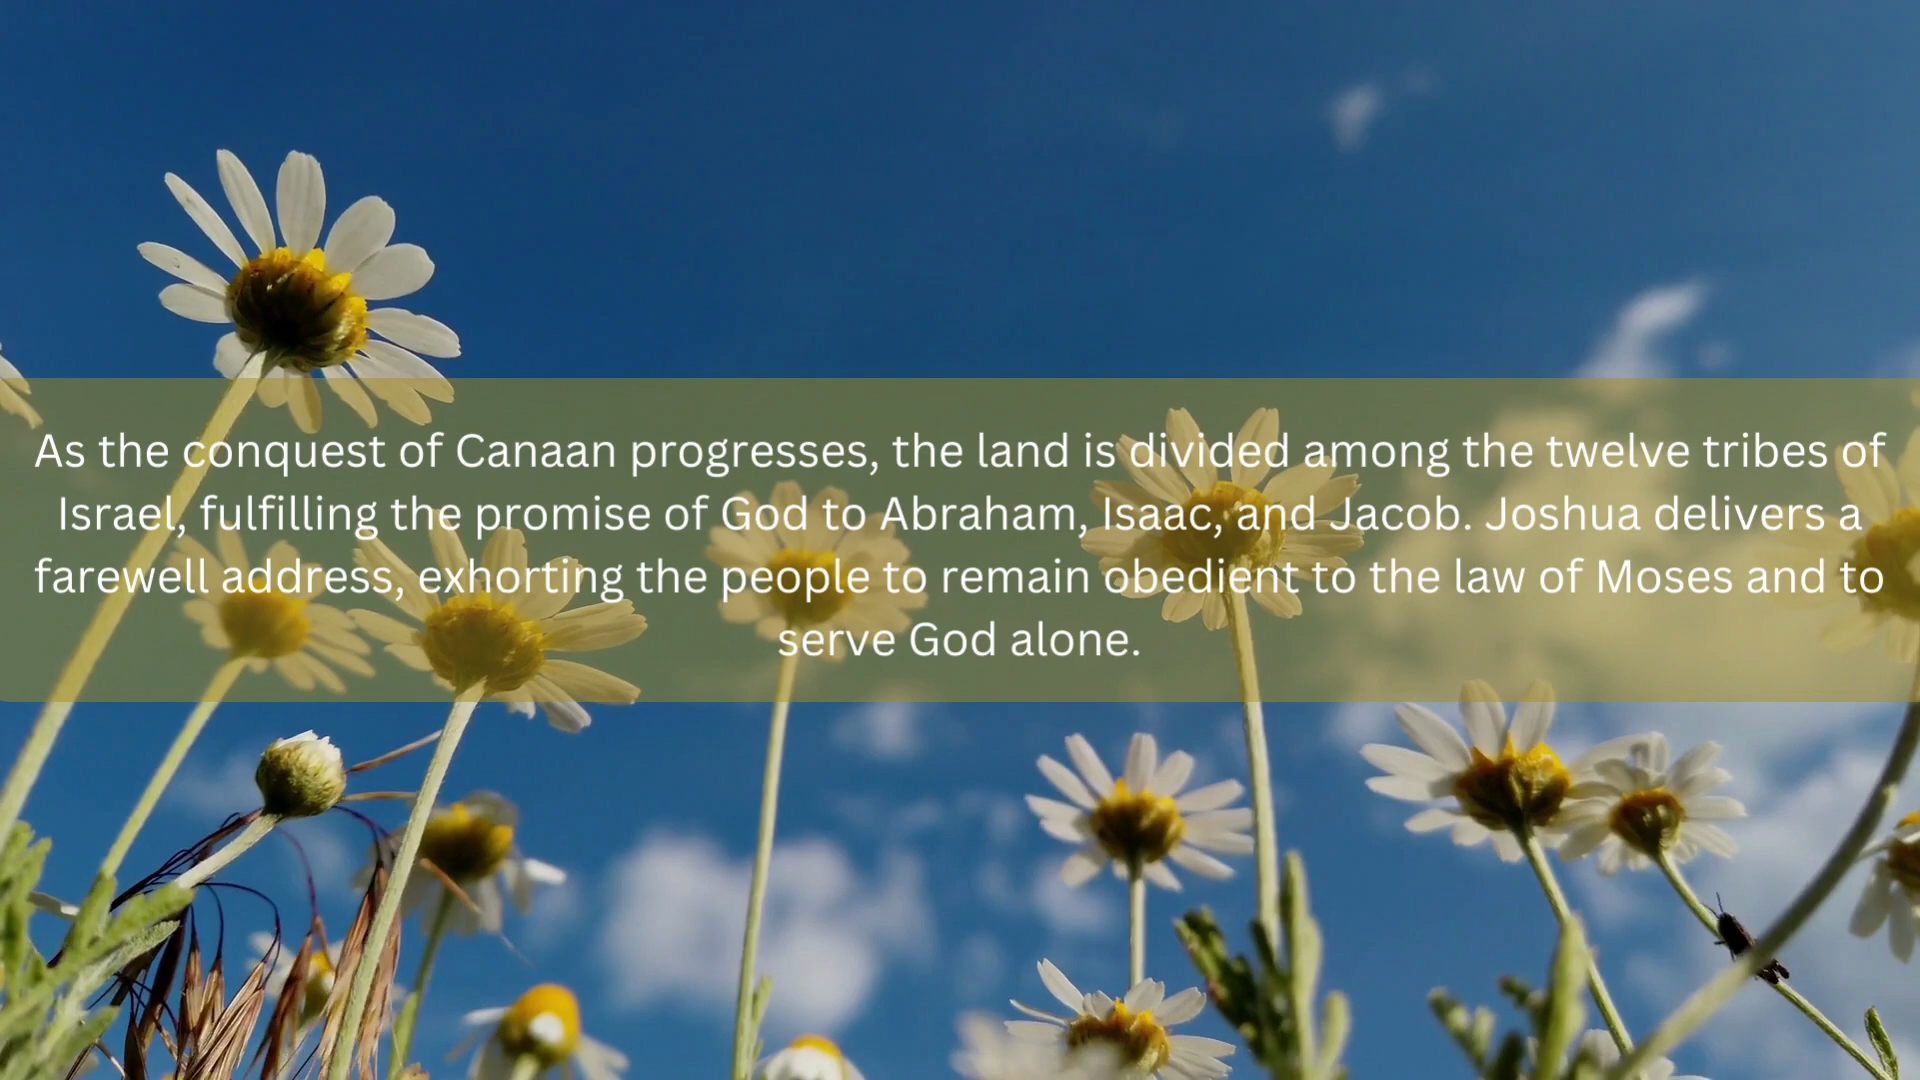 As the conquest of Canaan progresses, the land is divided among the twelve tribes of
Israel, fulfilling the promise of God to Abraham, Isaac, and Jacob. Joshua delivers a
farewell address, exhorting the people to remain obedient to the law of Moses and to
serve God alone.